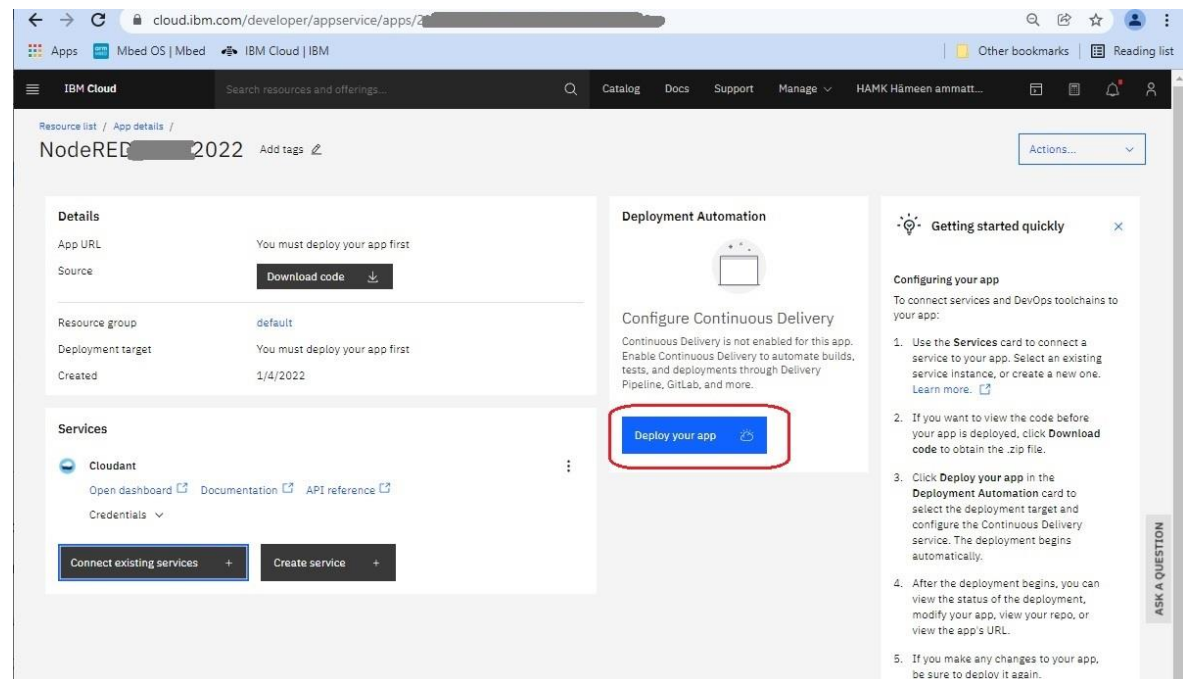 cloud.ibm.com/developer/appservice/apps/2
Apps Mbed OS | Mbed IBM Cloud | IBM Other bookmarks Reading list
IBM Cloud Search resources and offerings... Catalog Docs Support Manage HAMK Hämeen ammatt...
Resource list / App details /
NodeRED 2022 Add tags Actions...
Details
App URL You must deploy your app first
Source Download code
Resource group default
Deployment target You must deploy your app first
Created 1/4/2022
Services
Cloudant
Open dashboard Documentation API reference
Credentials
Connect existing services + Create service +
Deployment Automation
Configure Continuous Delivery
Continuous Delivery is not enabled for this app.
Enable Continuous Delivery to automate builds,
tests, and deployments through Delivery
Pipeline, GitLab, and more.
Deploy your app
Getting started quickly
Configuring your app
To connect services and DevOps toolchains to
your app:
1. Use the Services card to connect a
service to your app. Select an existing
service instance, or create a new one.
Learn more.
2. If you want to view the code before
your app is deployed, click Download
code to obtain the .zip file.
3. Click Deploy your app in the
Deployment Automation card to
select the deployment target and
configure the Continuous Delivery
service. The deployment begins
automatically.
4. After the deployment begins, you can
view the status of the deployment,
modify your app, view your repo, or
view the app's URL.
5. If you make any changes to your app,
be sure to deploy it again.
ASK A QUESTION